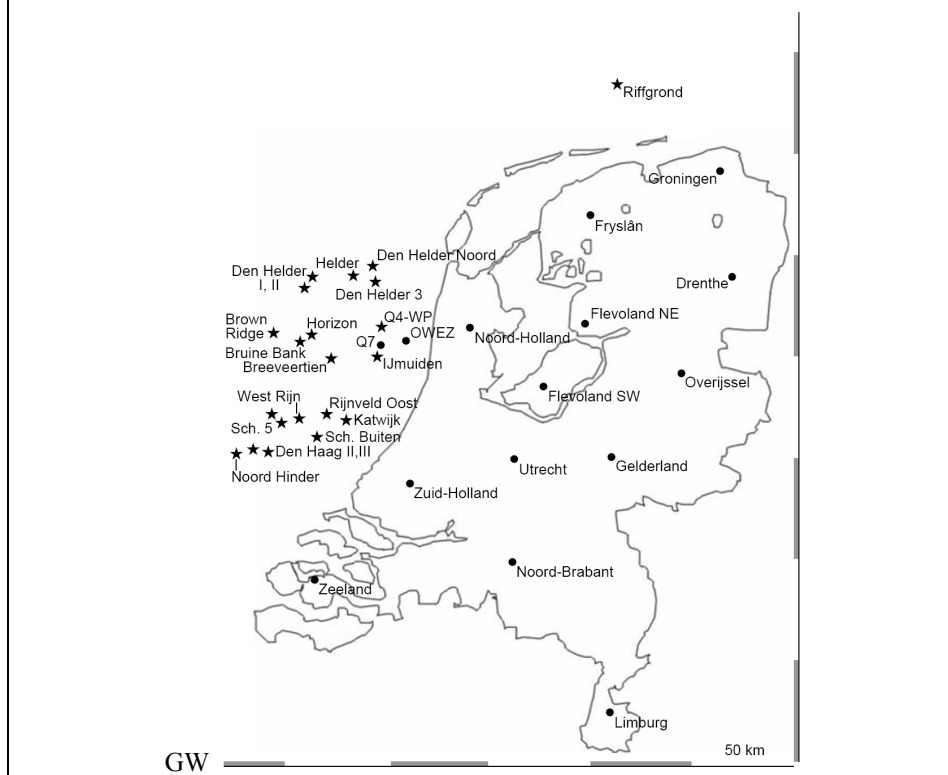 Riffgrond
Groningen
Fryslân
Den Helder Noord
Helder
Den Helder
I, II
Drenthe
Den Helder 3
Flevoland NE
Brown
Ridge
Horizon
Q4-WP
OWEZ
Q7
Noord-Holland
Bruine Bank
Breeveertien
IJmuiden
Overijssel
Flevoland SW
West Rijn
Rijnveld Oost
Katwijk
Sch. 5
Sch. Buiten
Den Haag II,III
Gelderland
Utrecht
Noord Hinder
Zuid-Holland
Noord-Brabant
Zeeland
Limburg
50 km
GW